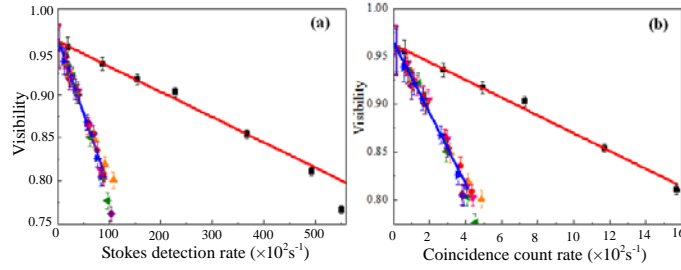 (a)
(b)
1.00
0.95
0.90
0.85
0.80
0.75
Visibility
0 100 200 300 400 500
Stokes detection rate (×10²s⁻¹)
1.00
0.95
0.90
0.85
0.80
Visibility
0 2 4 6 8 10 12 14 16
Coincidence count rate (×10²s⁻¹)